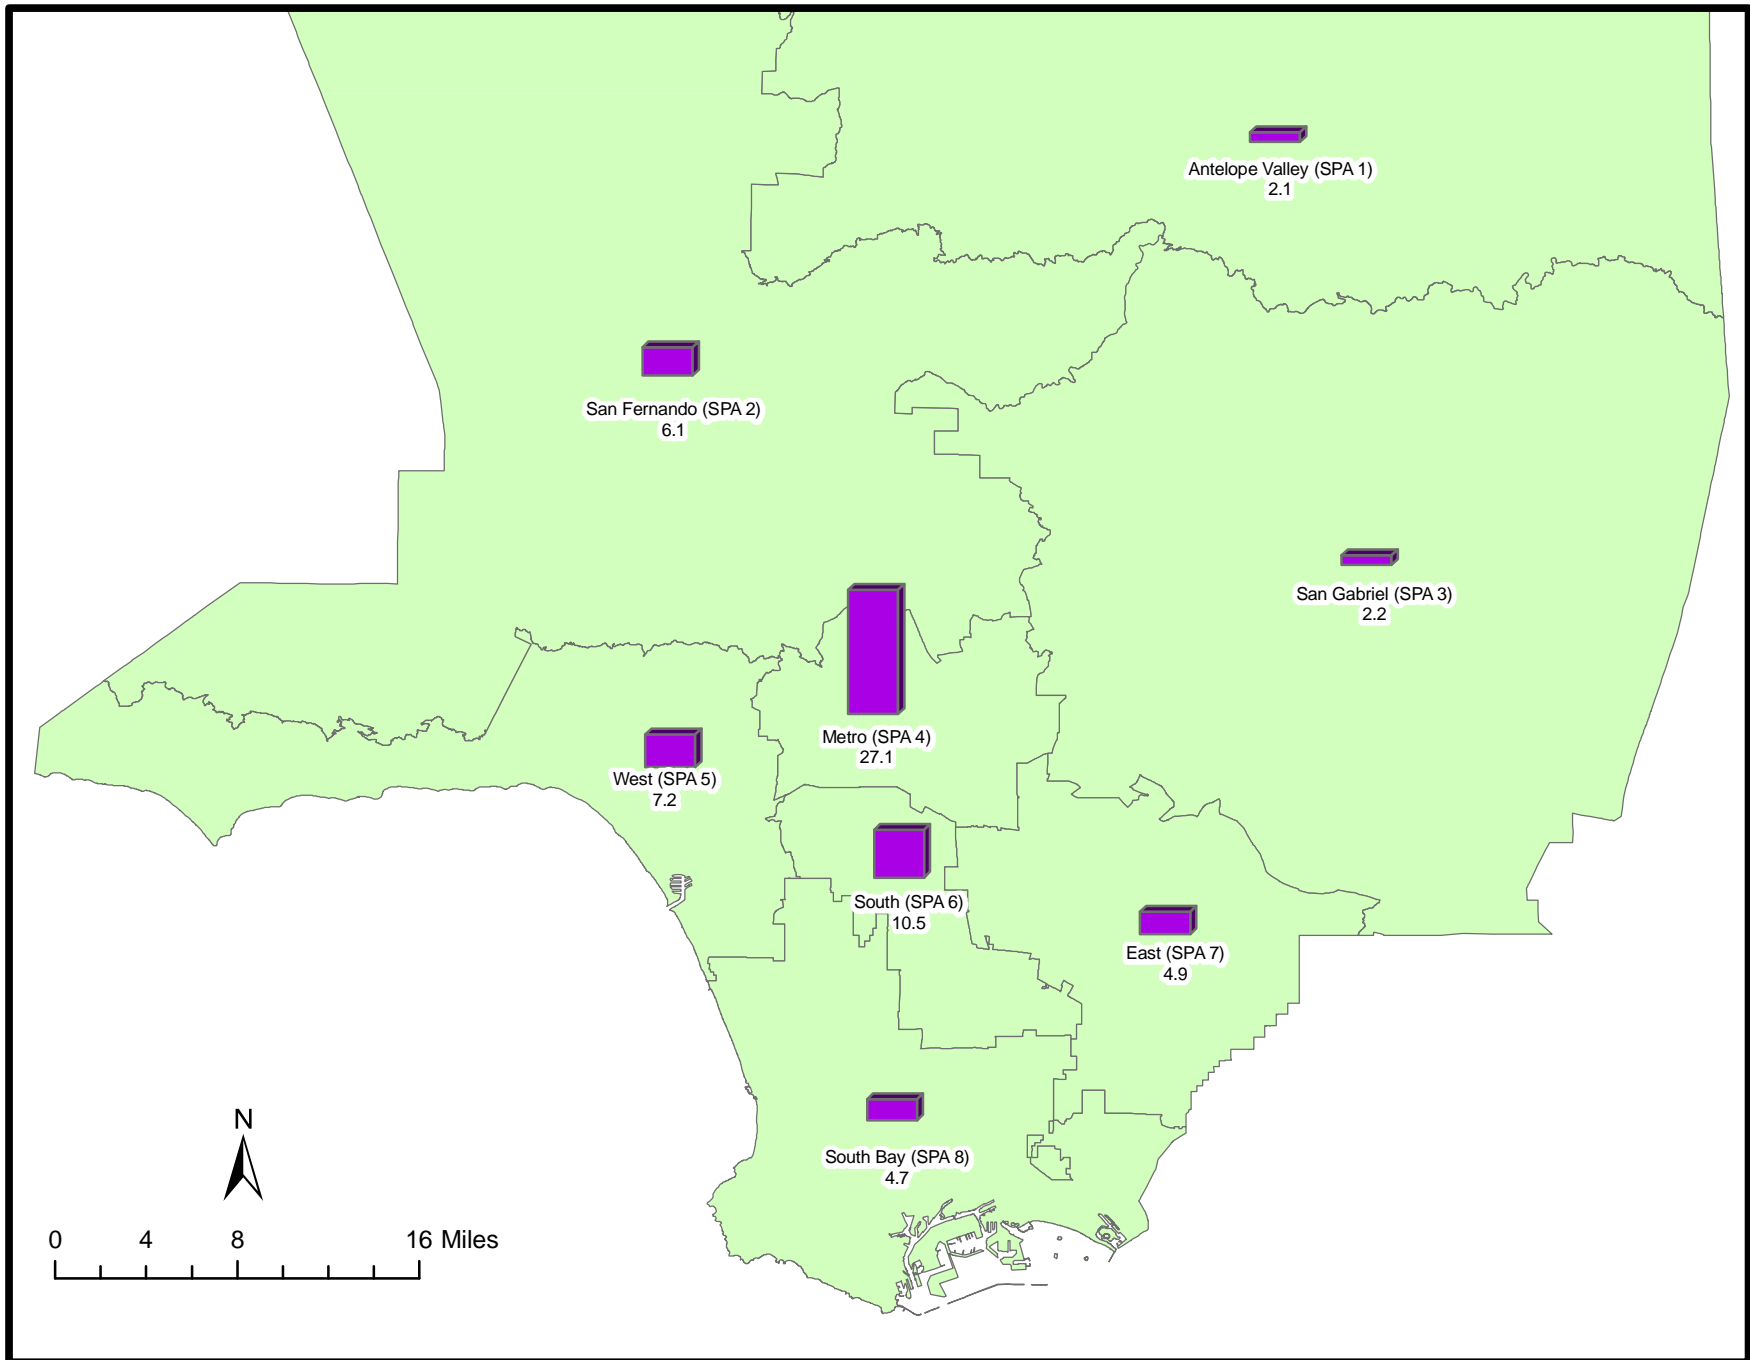 Antelope Valley (SPA 1)
2.1
San Fernando (SPA 2)
6.1
San Gabriel (SPA 3)
2.2
Metro (SPA 4)
27.1
West (SPA 5)
7.2
South (SPA 6)
10.5
East (SPA 7)
4.9
South Bay (SPA 8)
4.7
N
0 4 8 16 Miles